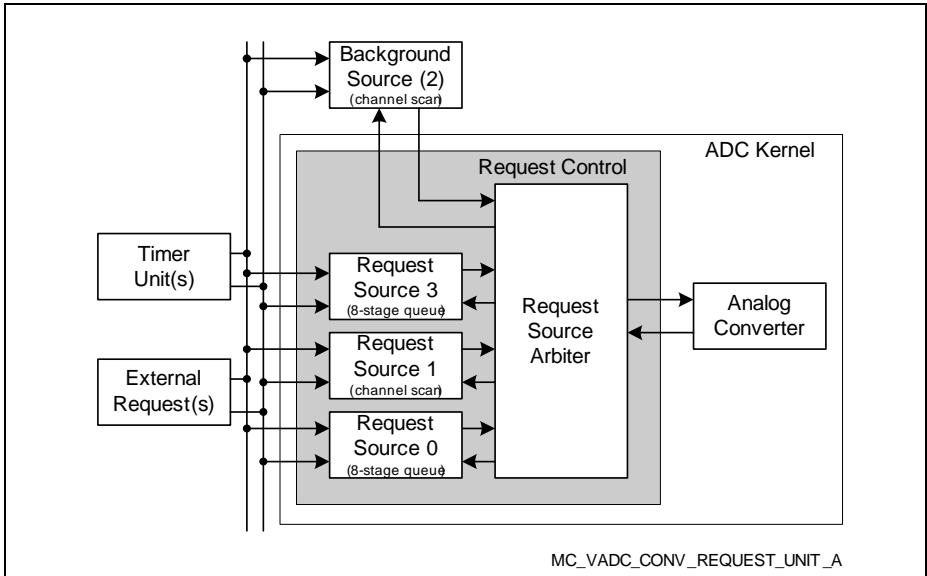 Background
Source (2)
(channel scan)
ADC Kernel
Request Control
Timer
Unit(s)
External
Request(s)
Request
Source 3
(8-stage queue)
Request
Source 1
(channel scan)
Request
Source 0
(8-stage queue)
Request
Source
Arbiter
Analog
Converter
MC_VADC_CONV_REQUEST_UNIT_A